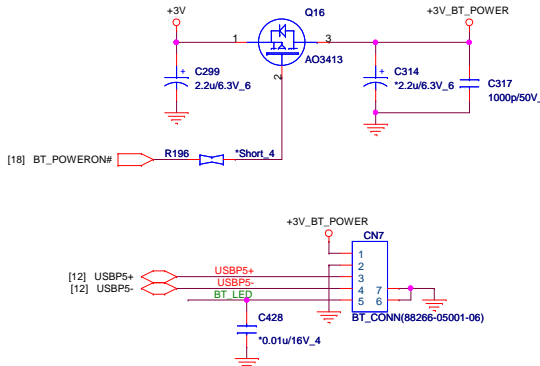 +3V
Q16
+3V_BT_POWER
1
3
AO3413
2
C299
2.2u/6.3V_6
C314
*2.2u/6.3V_6
C317
1000p/50V_
[18] BT_POWERON#
R196
*Short_4
+3V_BT_POWER
CN7
1
2
[12] USBP5+
USBP5+
3
[12] USBP5-
USBP5-
4
7
BT_LED
5
6
C428
BT_CONN(88266-05001-06)
*0.01u/16V_4